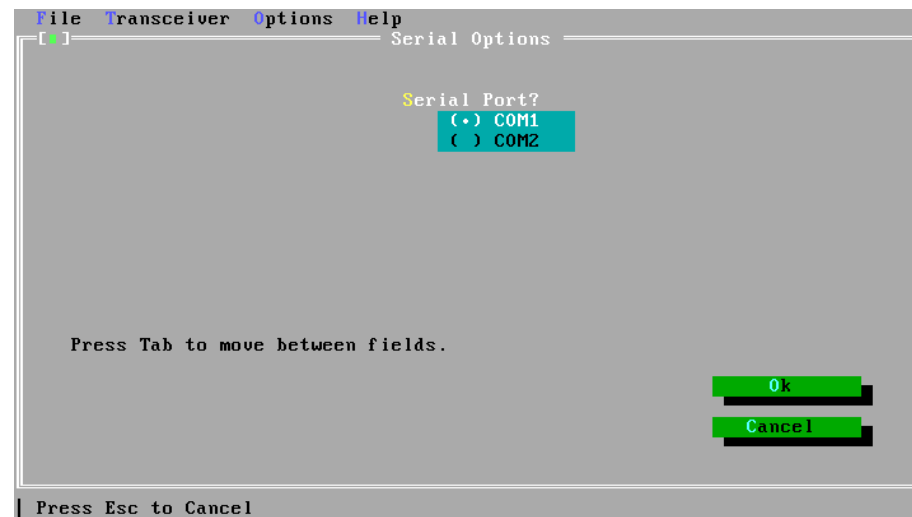 File Transceiver Options Help
[▪] Serial Options
Serial Port?
(•) COM1
( ) COM2
Press Tab to move between fields.
Ok
Cancel
Press Esc to Cancel